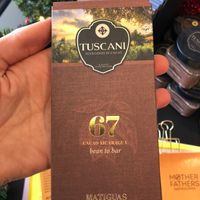 TUSCANI
67
CACAO NICARAGUA
bean to bar
MATIGUAS
MOTHER
FATHERS